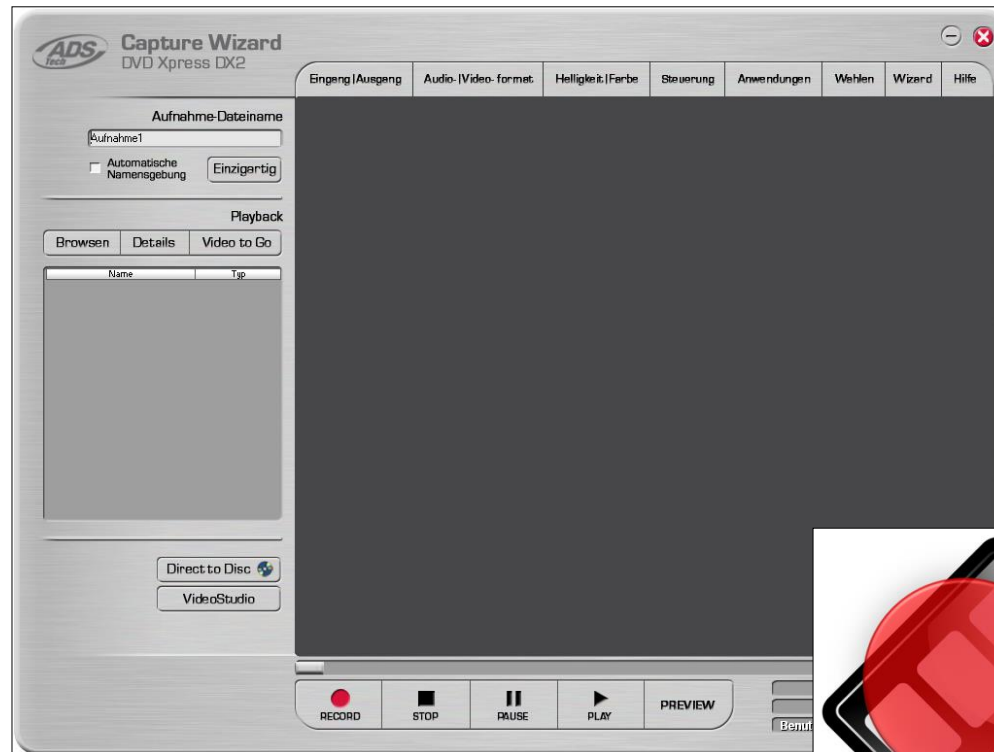 ADS
Tech
Capture Wizard
DVD Xpress DX2
Eingang|Ausgang
Audio-|Video-format
Helligkeit|Farbe
Steuerung
Anwendungen
Wehlen
Wizard
Hilfe
Aufnahme-Dateiname
Aufnahme1
Automatische
Namensgebung
Einzigartig
Playback
Browsen
Details
Video to Go
Name
Typ
Direct to Disc
VideoStudio
RECORD
STOP
PAUSE
PLAY
PREVIEW